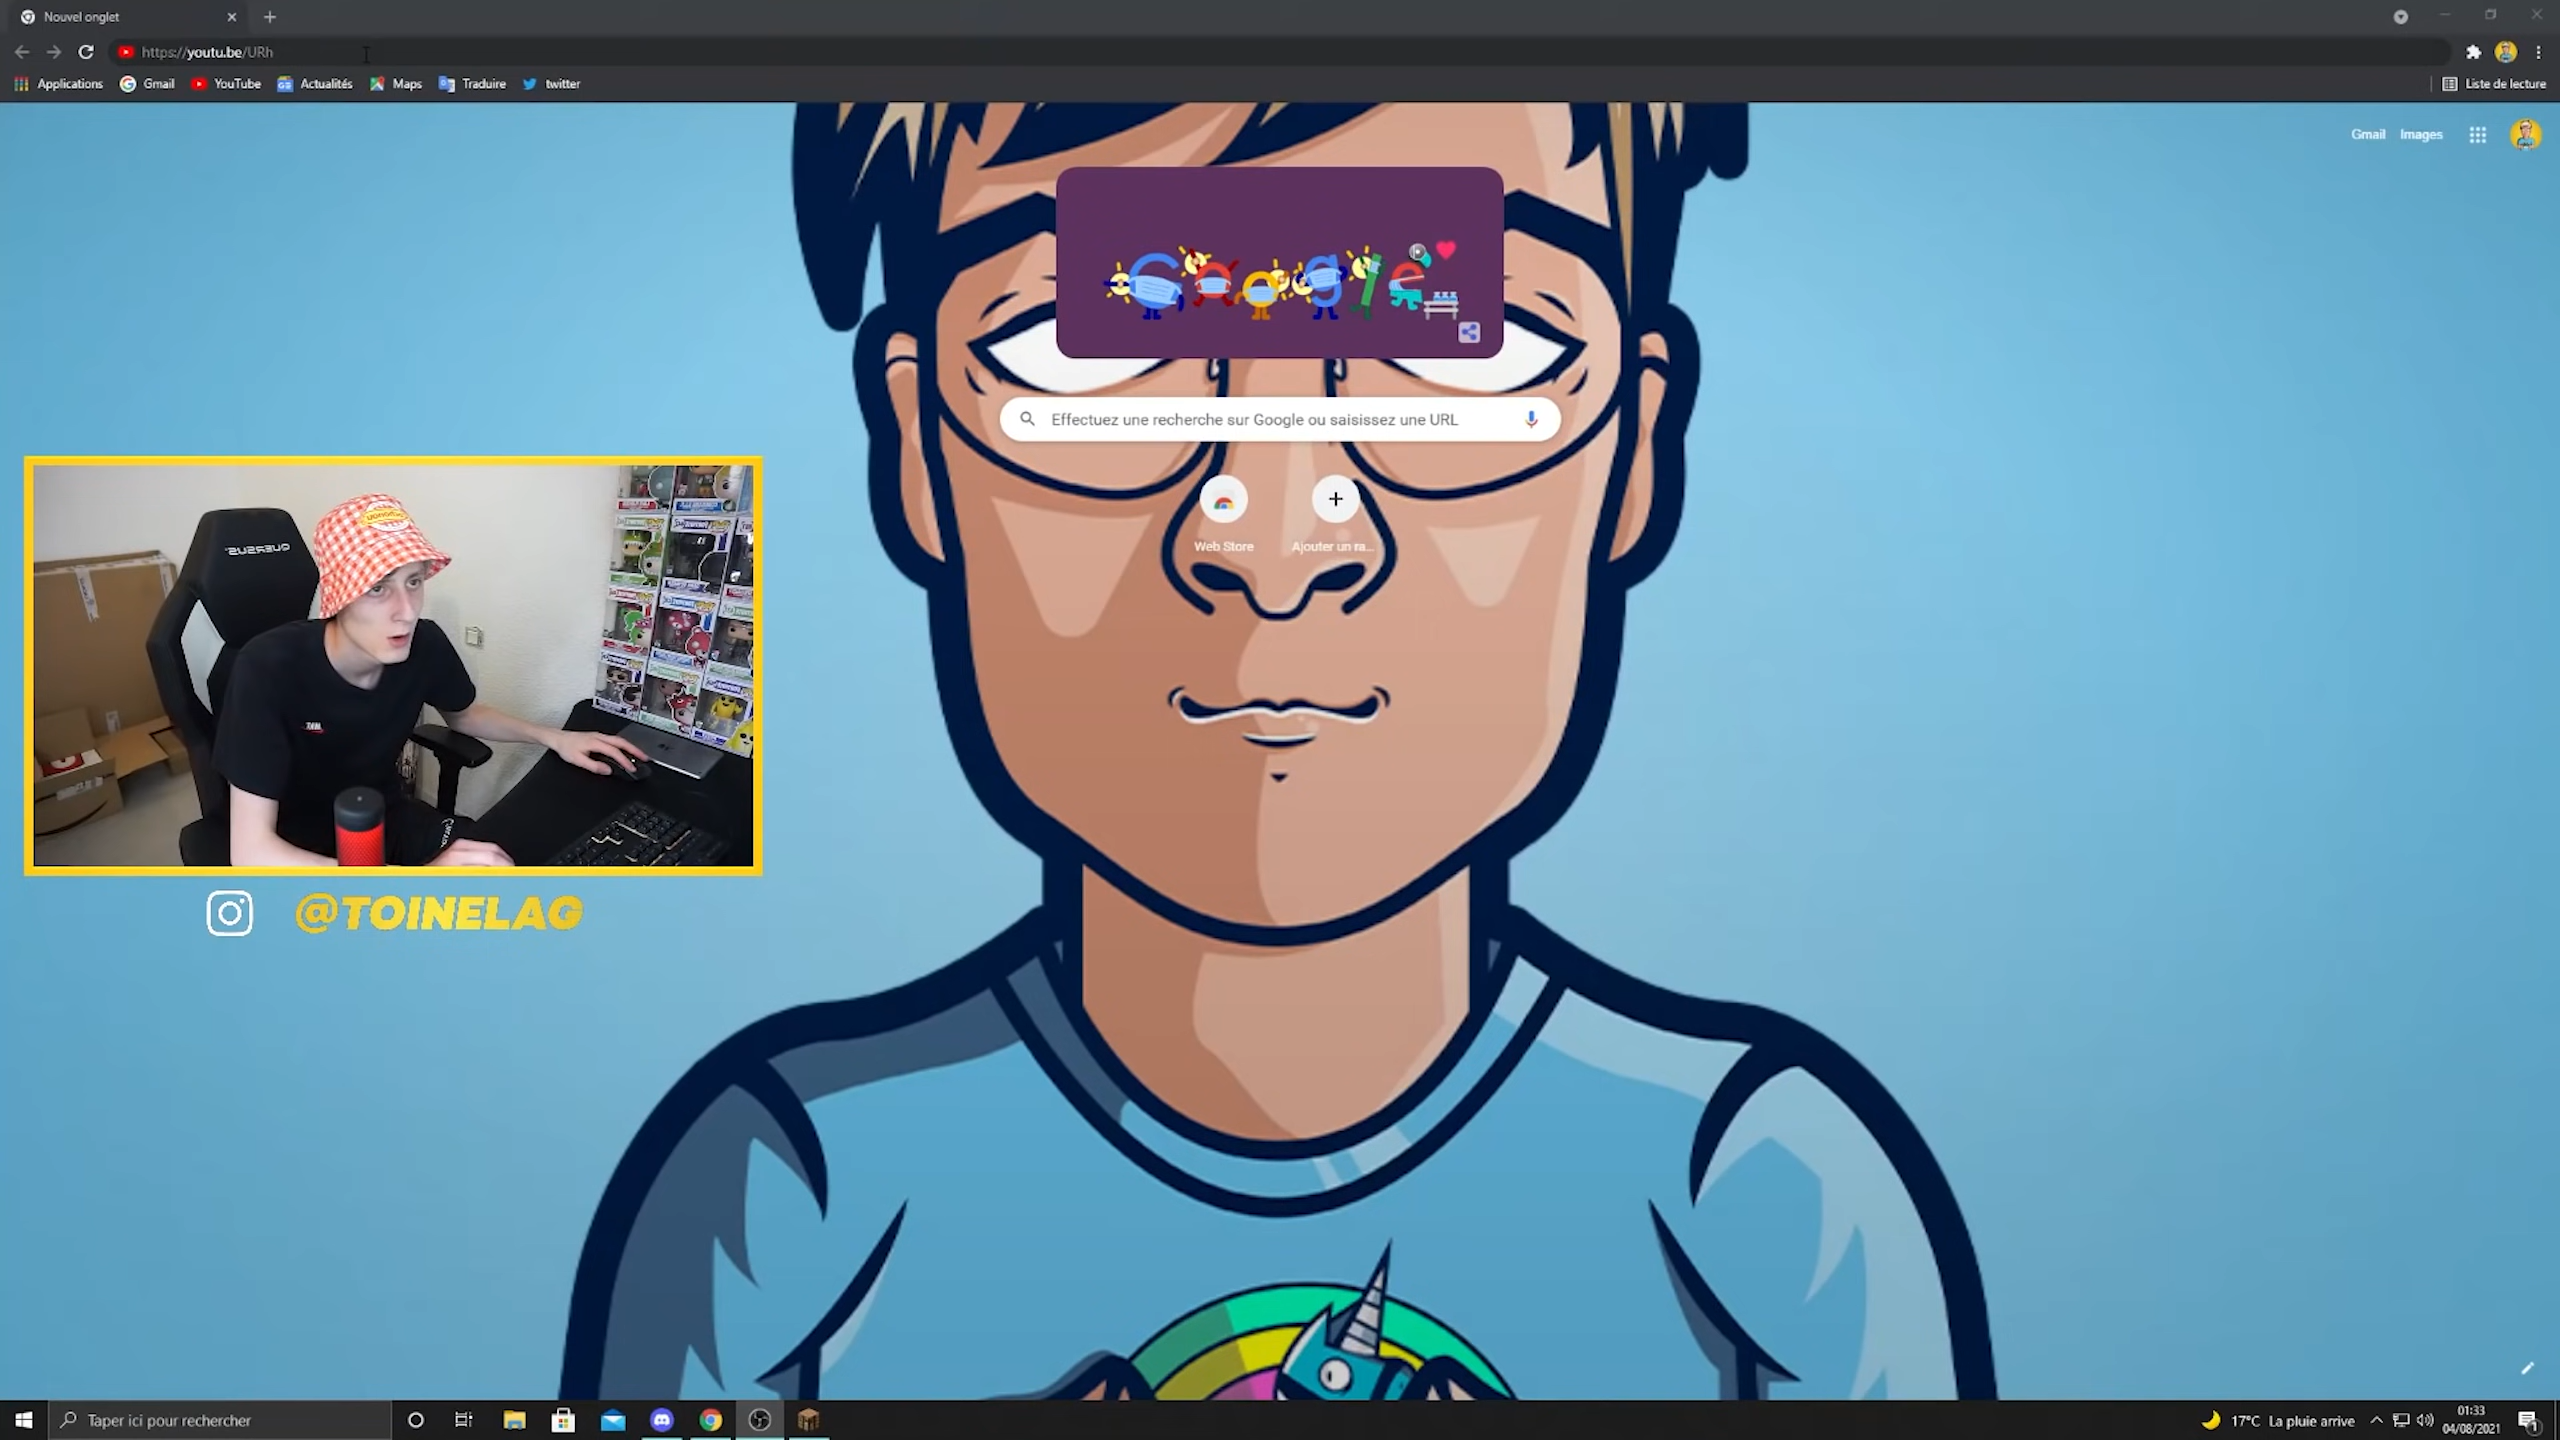 Nouvel onglet
https://youtu.be/URh
Applications Gmail YouTube Actualités Maps Traduire twitter Liste de lecture
Gmail Images
Google
Effectuez une recherche sur Google ou saisissez une URL
Web Store Ajouter un ra...
@TOINELAG
Taper ici pour rechercher
17°C La pluie arrive
01:33
04/08/2021
1